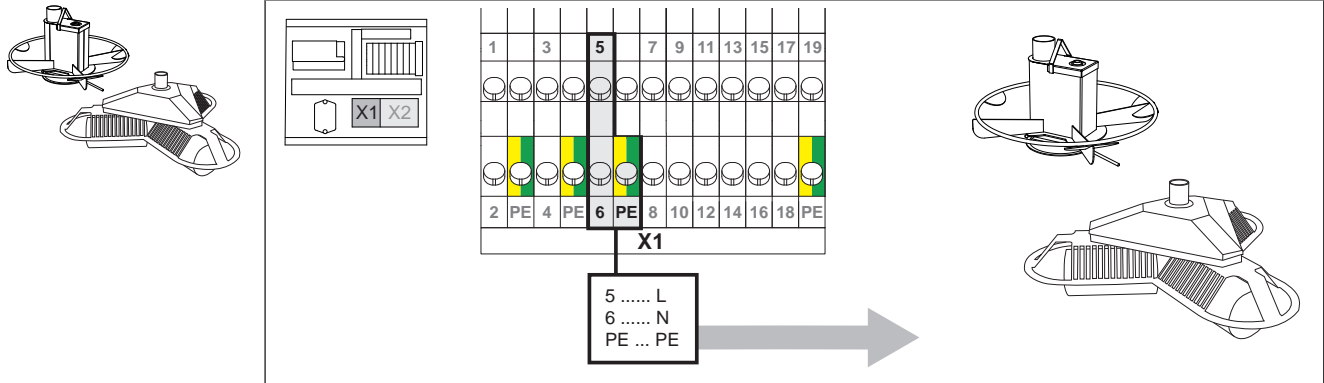 X1 X2
1 3 5 7 9 11 13 15 17 19
2 PE 4 PE 6 PE 8 10 12 14 16 18 PE
X1
5 ...... L
6 ...... N
PE ... PE